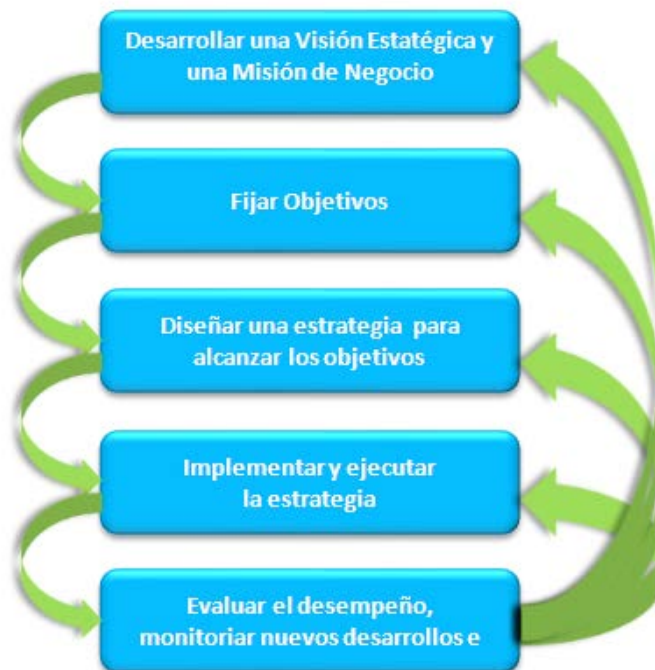 Desarrollar una Visión Estatégica y
una Misión de Negocio
Fijar Objetivos
Diseñar una estrategia para
alcanzar los objetivos
Implementar y ejecutar
la estrategia
Evaluar el desempeño,
monitoriar nuevos desarrollos e